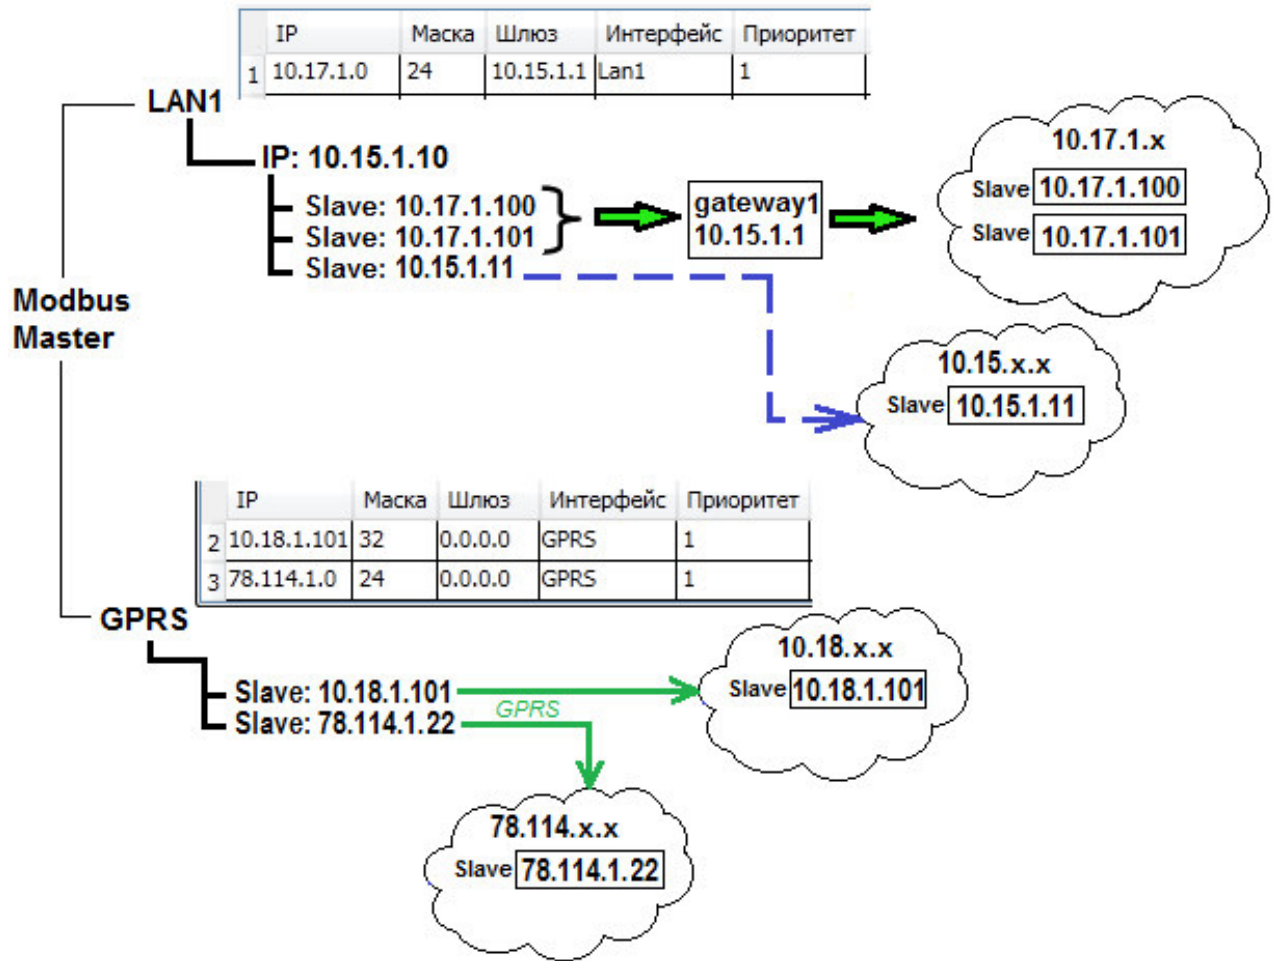 IP Маска Шлюз Интерфейс Приоритет
1 10.17.1.0 24 10.15.1.1 Lan1 1
LAN1
IP: 10.15.1.10
Slave: 10.17.1.100
Slave: 10.17.1.101
Slave: 10.15.1.11
gateway1
10.15.1.1
10.17.1.x
Slave 10.17.1.100
Slave 10.17.1.101
Modbus
Master
10.15.x.x
Slave 10.15.1.11
IP Маска Шлюз Интерфейс Приоритет
2 10.18.1.101 32 0.0.0.0 GPRS 1
3 78.114.1.0 24 0.0.0.0 GPRS 1
GPRS
Slave: 10.18.1.101
Slave: 78.114.1.22
GPRS
10.18.x.x
Slave 10.18.1.101
78.114.x.x
Slave 78.114.1.22